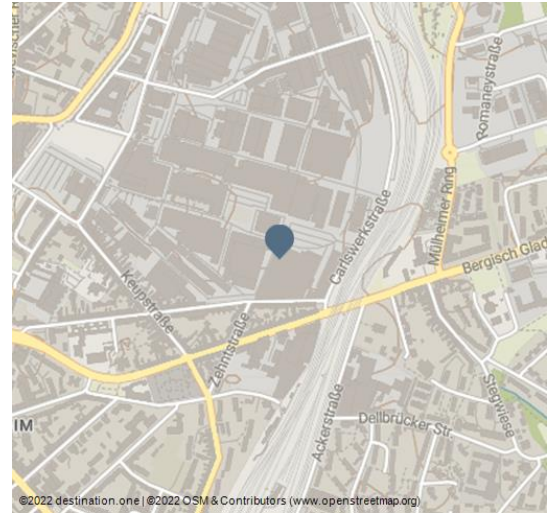 Romaneystraße
Mülheimer Ring
Carlswerkstraße
Bergisch Glad
Keupstraße
Zehntstraße
Stegwiese
Ackerstraße
Dellbrücker Str.
IM
©2022 destination.one | ©2022 OSM & Contributors (www.openstreetmap.org)